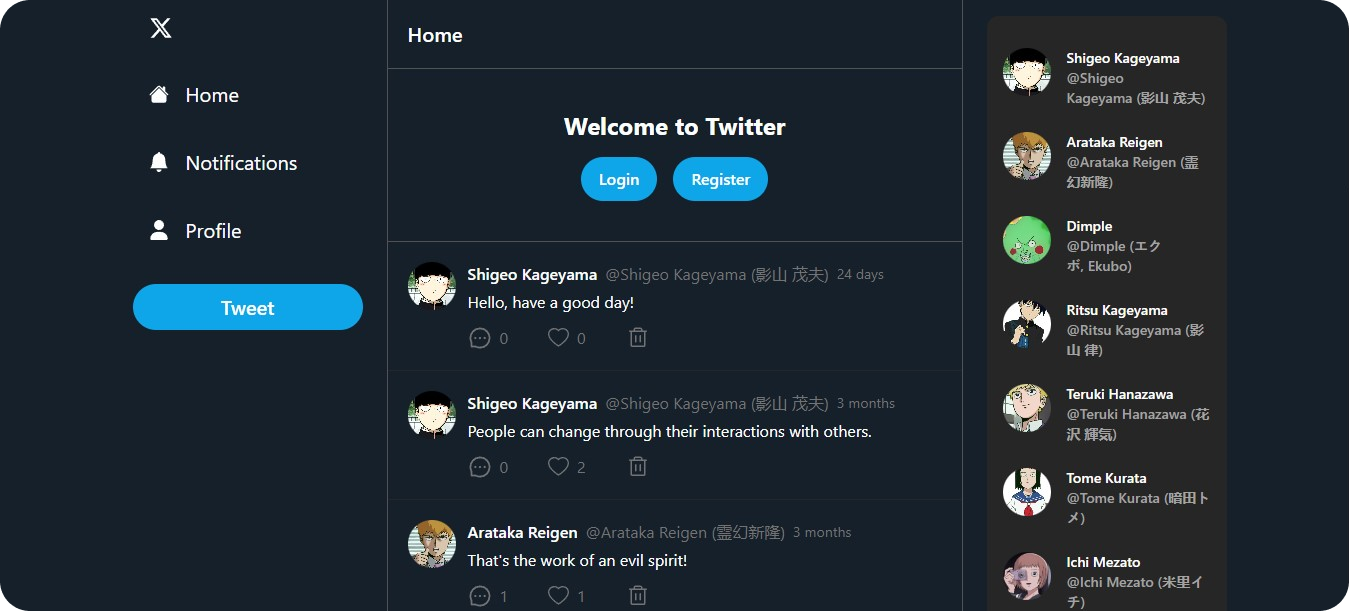 Home
Notifications
Profile
Tweet
Home
Welcome to Twitter
Login
Register
Shigeo Kageyama @Shigeo Kageyama (影山 茂夫) 24 days
Hello, have a good day!
0 0
Shigeo Kageyama @Shigeo Kageyama (影山 茂夫) 3 months
People can change through their interactions with others.
0 2
Arataka Reigen @Arataka Reigen (霊幻新隆) 3 months
That's the work of an evil spirit!
1 1
Shigeo Kageyama
@Shigeo
Kageyama (影山 茂夫)
Arataka Reigen
@Arataka Reigen (霊
幻新隆)
Dimple
@Dimple (エク
ボ, Ekubo)
Ritsu Kageyama
@Ritsu Kageyama (影
山 律)
Teruki Hanazawa
@Teruki Hanazawa (花
沢 輝気)
Tome Kurata
@Tome Kurata (暗田ト
メ)
Ichi Mezato
@Ichi Mezato (米里イ
チ)